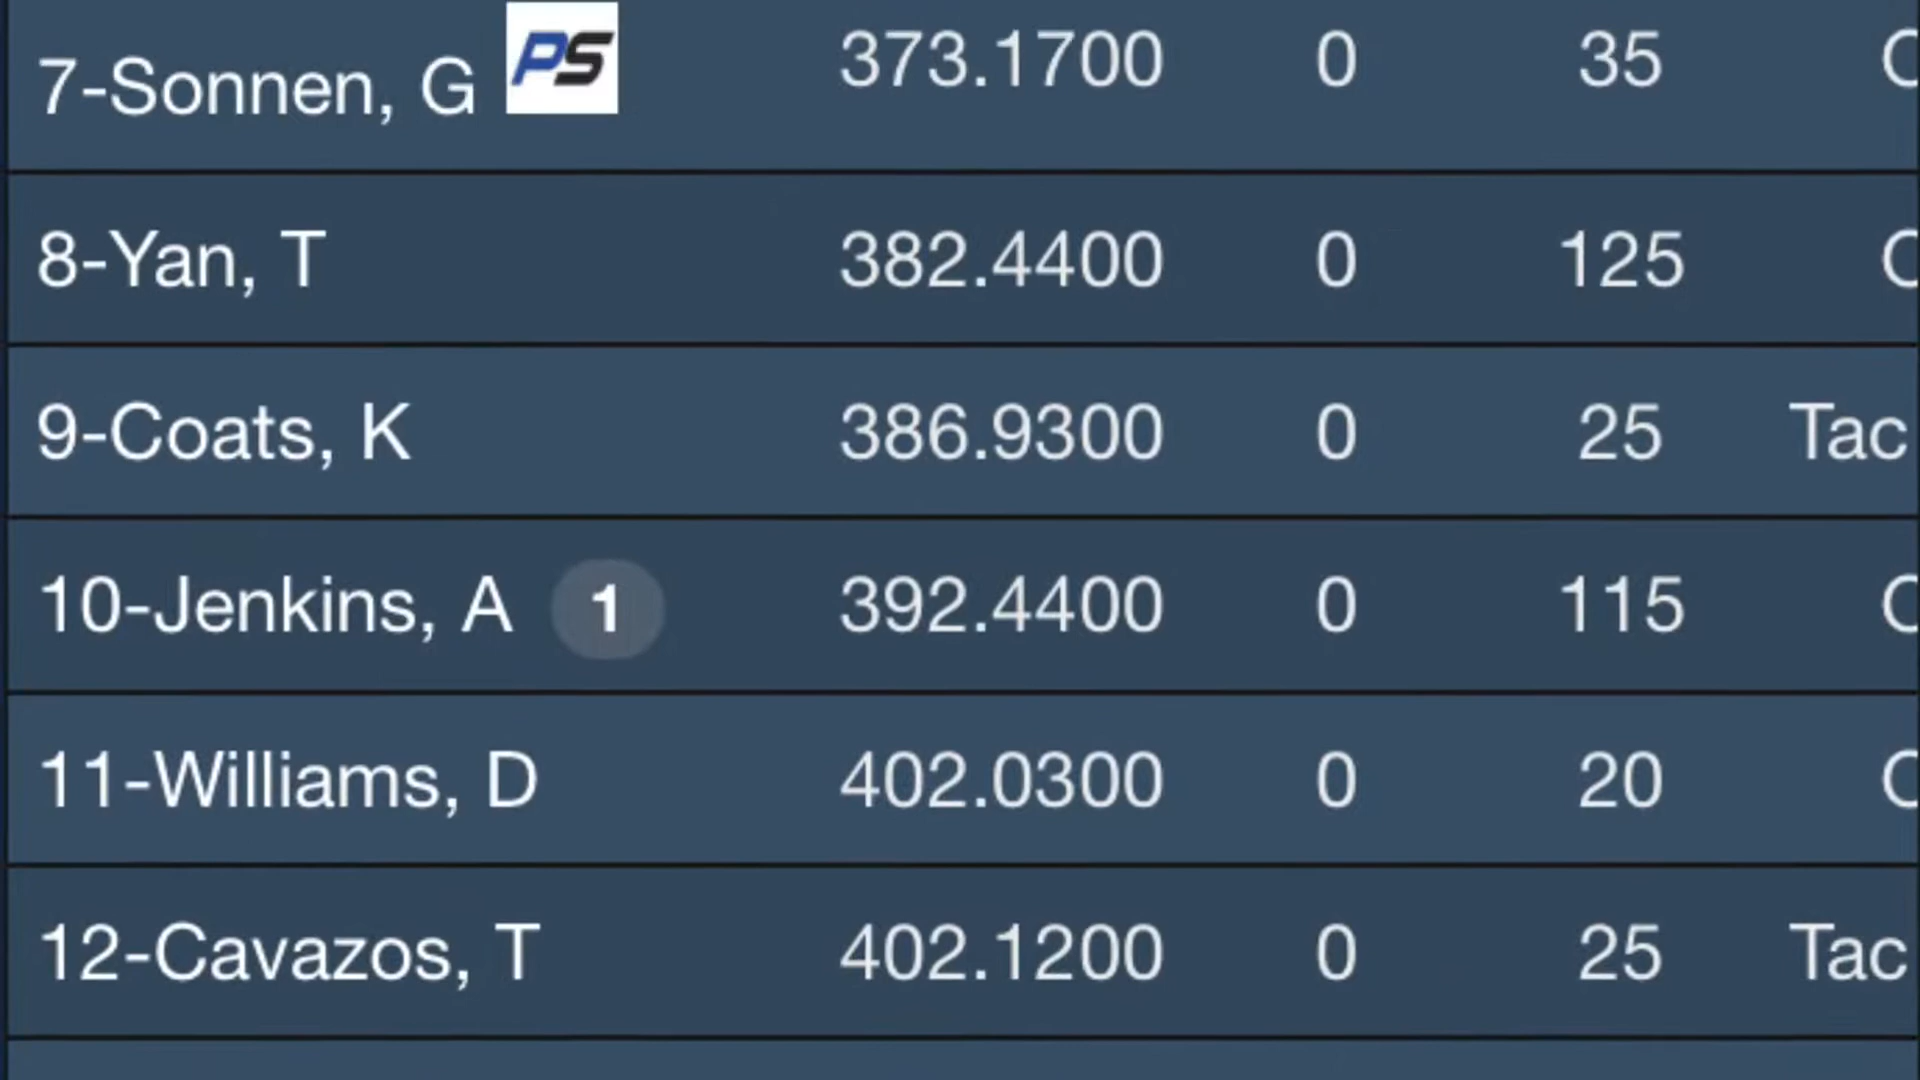 7-Sonnen, G PS 373.1700 0 35
8-Yan, T 382.4400 0 125
9-Coats, K 386.9300 0 25 Tac
10-Jenkins, A 1 392.4400 0 115
11-Williams, D 402.0300 0 20
12-Cavazos, T 402.1200 0 25 Tac